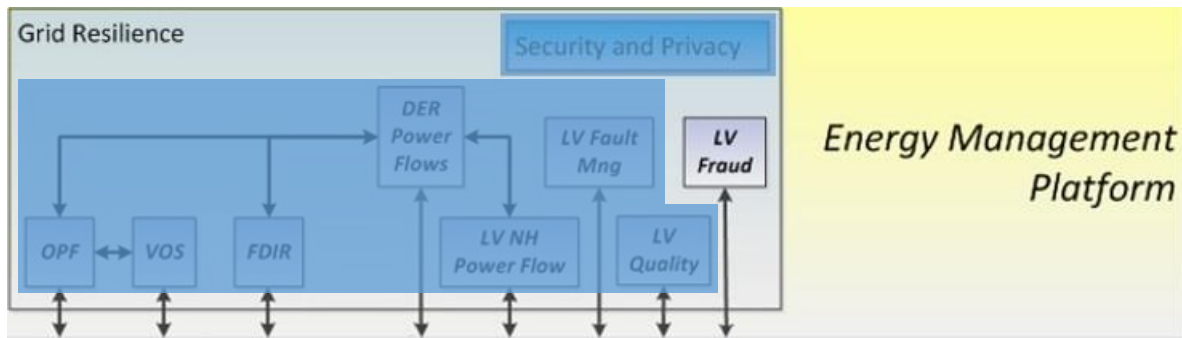 Grid Resilience
Security and Privacy
DER
Power
Flows
LV Fault
Mng
LV
Fraud
Energy Management
Platform
OPF
VOS
FDIR
LV NH
Power Flow
LV
Quality